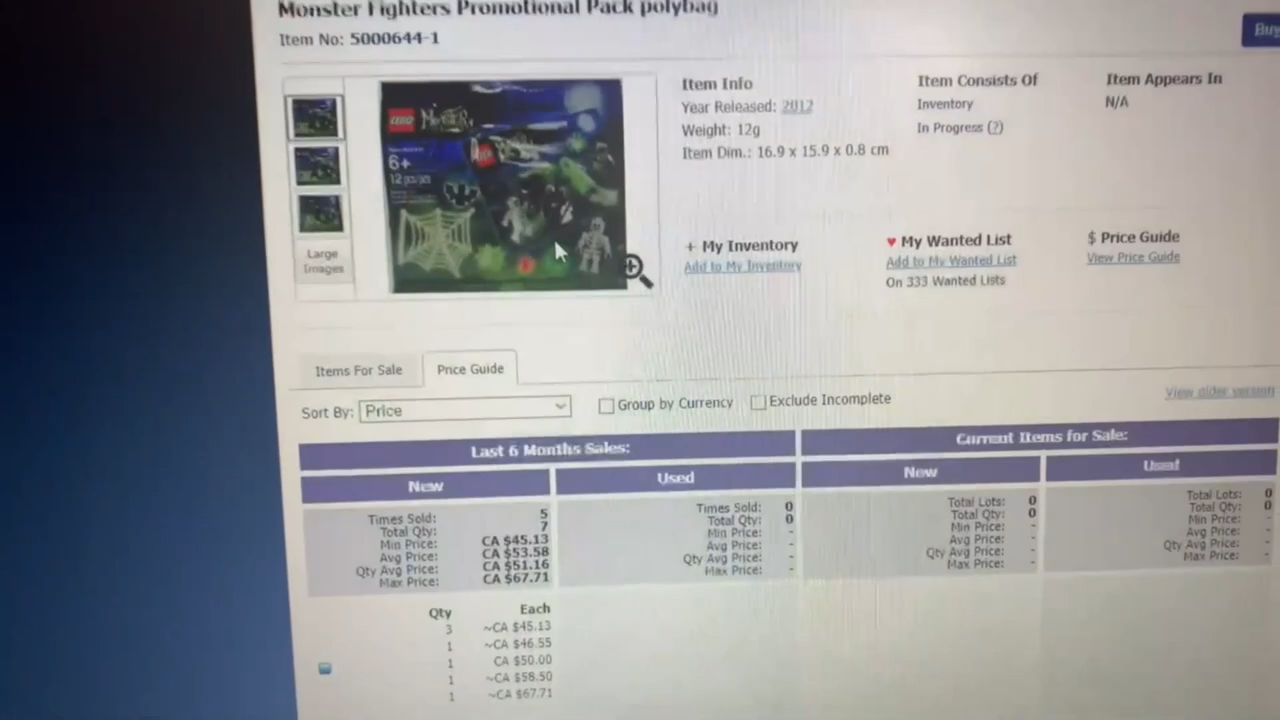 Monster Fighters Promotional Pack polybag
Item No: 5000644-1
Buy
LEGO
6+
12 pcs/pzs
LEGO
Large
Images
Item Info
Year Released: 2012
Weight: 12g
Item Dim.: 16.9 x 15.9 x 0.8 cm
Item Consists Of
Inventory
In Progress (?)
Item Appears In
N/A
+ My Inventory
Add to My Inventory
♥ My Wanted List
Add to My Wanted List
On 333 Wanted Lists
$ Price Guide
View Price Guide
Items For Sale
Price Guide
Sort By: Price
Group by Currency
Exclude Incomplete
View older version
Last 6 Months Sales:
Current Items for Sale:
New
Used
New
Used
Times Sold: 5
Total Qty: 7
Min Price: CA $45.13
Avg Price: CA $53.58
Qty Avg Price: CA $51.16
Max Price: CA $67.71
Times Sold: 0
Total Qty: 0
Min Price: -
Avg Price: -
Qty Avg Price: -
Max Price: -
Total Lots: 0
Total Qty: 0
Min Price: -
Avg Price: -
Qty Avg Price: -
Max Price: -
Total Lots: 0
Total Qty: 0
Min Price: -
Avg Price: -
Qty Avg Price: -
Max Price: -
Qty Each
3 ~CA $45.13
1 ~CA $46.55
1 CA $50.00
1 ~CA $58.50
1 ~CA $67.71